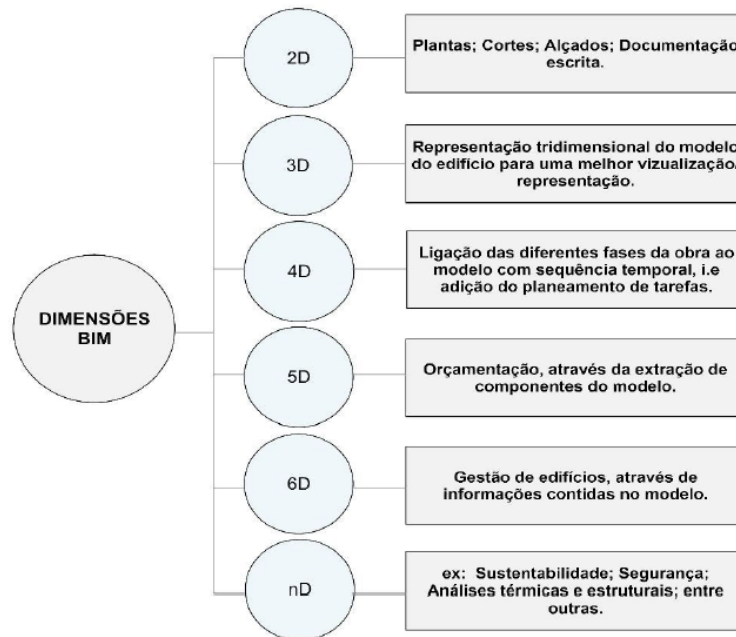 DIMENSÕES
BIM
2D
Plantas; Cortes; Alçados; Documentação
escrita.
3D
Representação tridimensional do modelo
do edifício para uma melhor vizualização/
representação.
4D
Ligação das diferentes fases da obra ao
modelo com sequência temporal, i.e
adição do planeamento de tarefas.
5D
Orçamentação, através da extração de
componentes do modelo.
6D
Gestão de edifícios, através de
informações contidas no modelo.
nD
ex: Sustentabilidade; Segurança;
Análises térmicas e estruturais; entre
outras.